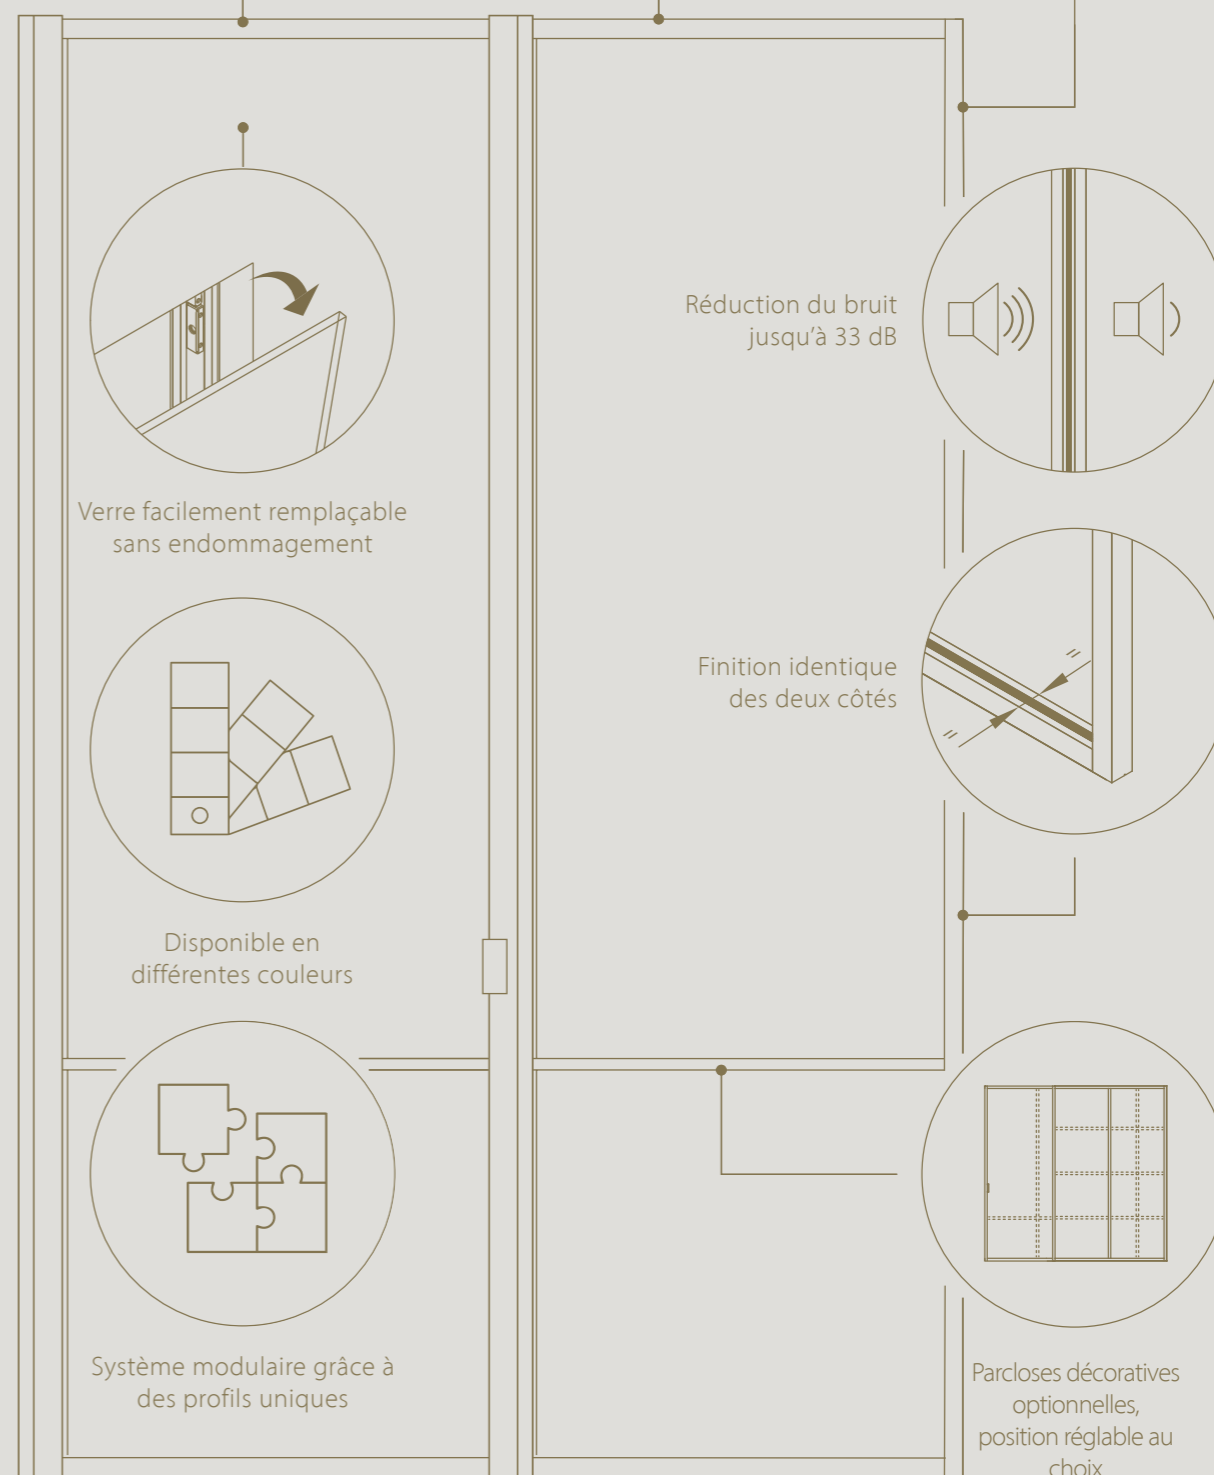 Verre facilement remplaçable
sans endommagement
Disponible en
différentes couleurs
Système modulaire grâce à
des profils uniques
Réduction du bruit
jusqu'à 33 dB
Finition identique
des deux côtés
Parcloses décoratives
optionnelles,
position réglable au
choix